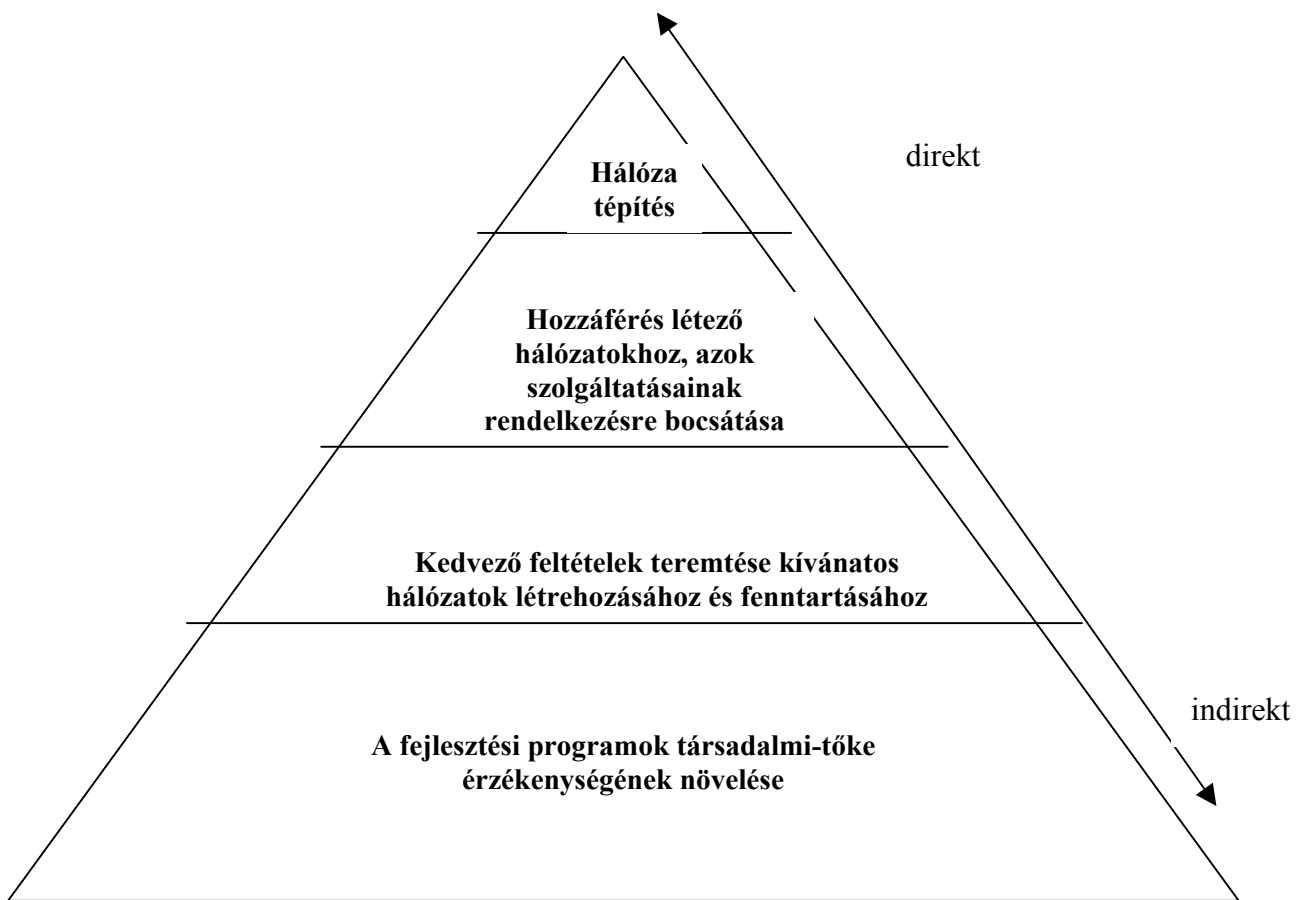 direkt
Hálóza
tépítés
Hozzáférés létező
hálózatokhoz, azok
szolgáltatásainak
rendelkezésre bocsátása
Kedvező feltételek teremtése kívánatos
hálózatok létrehozásához és fenntartásához
indirekt
A fejlesztési programok társadalmi-tőke
érzékenységének növelése